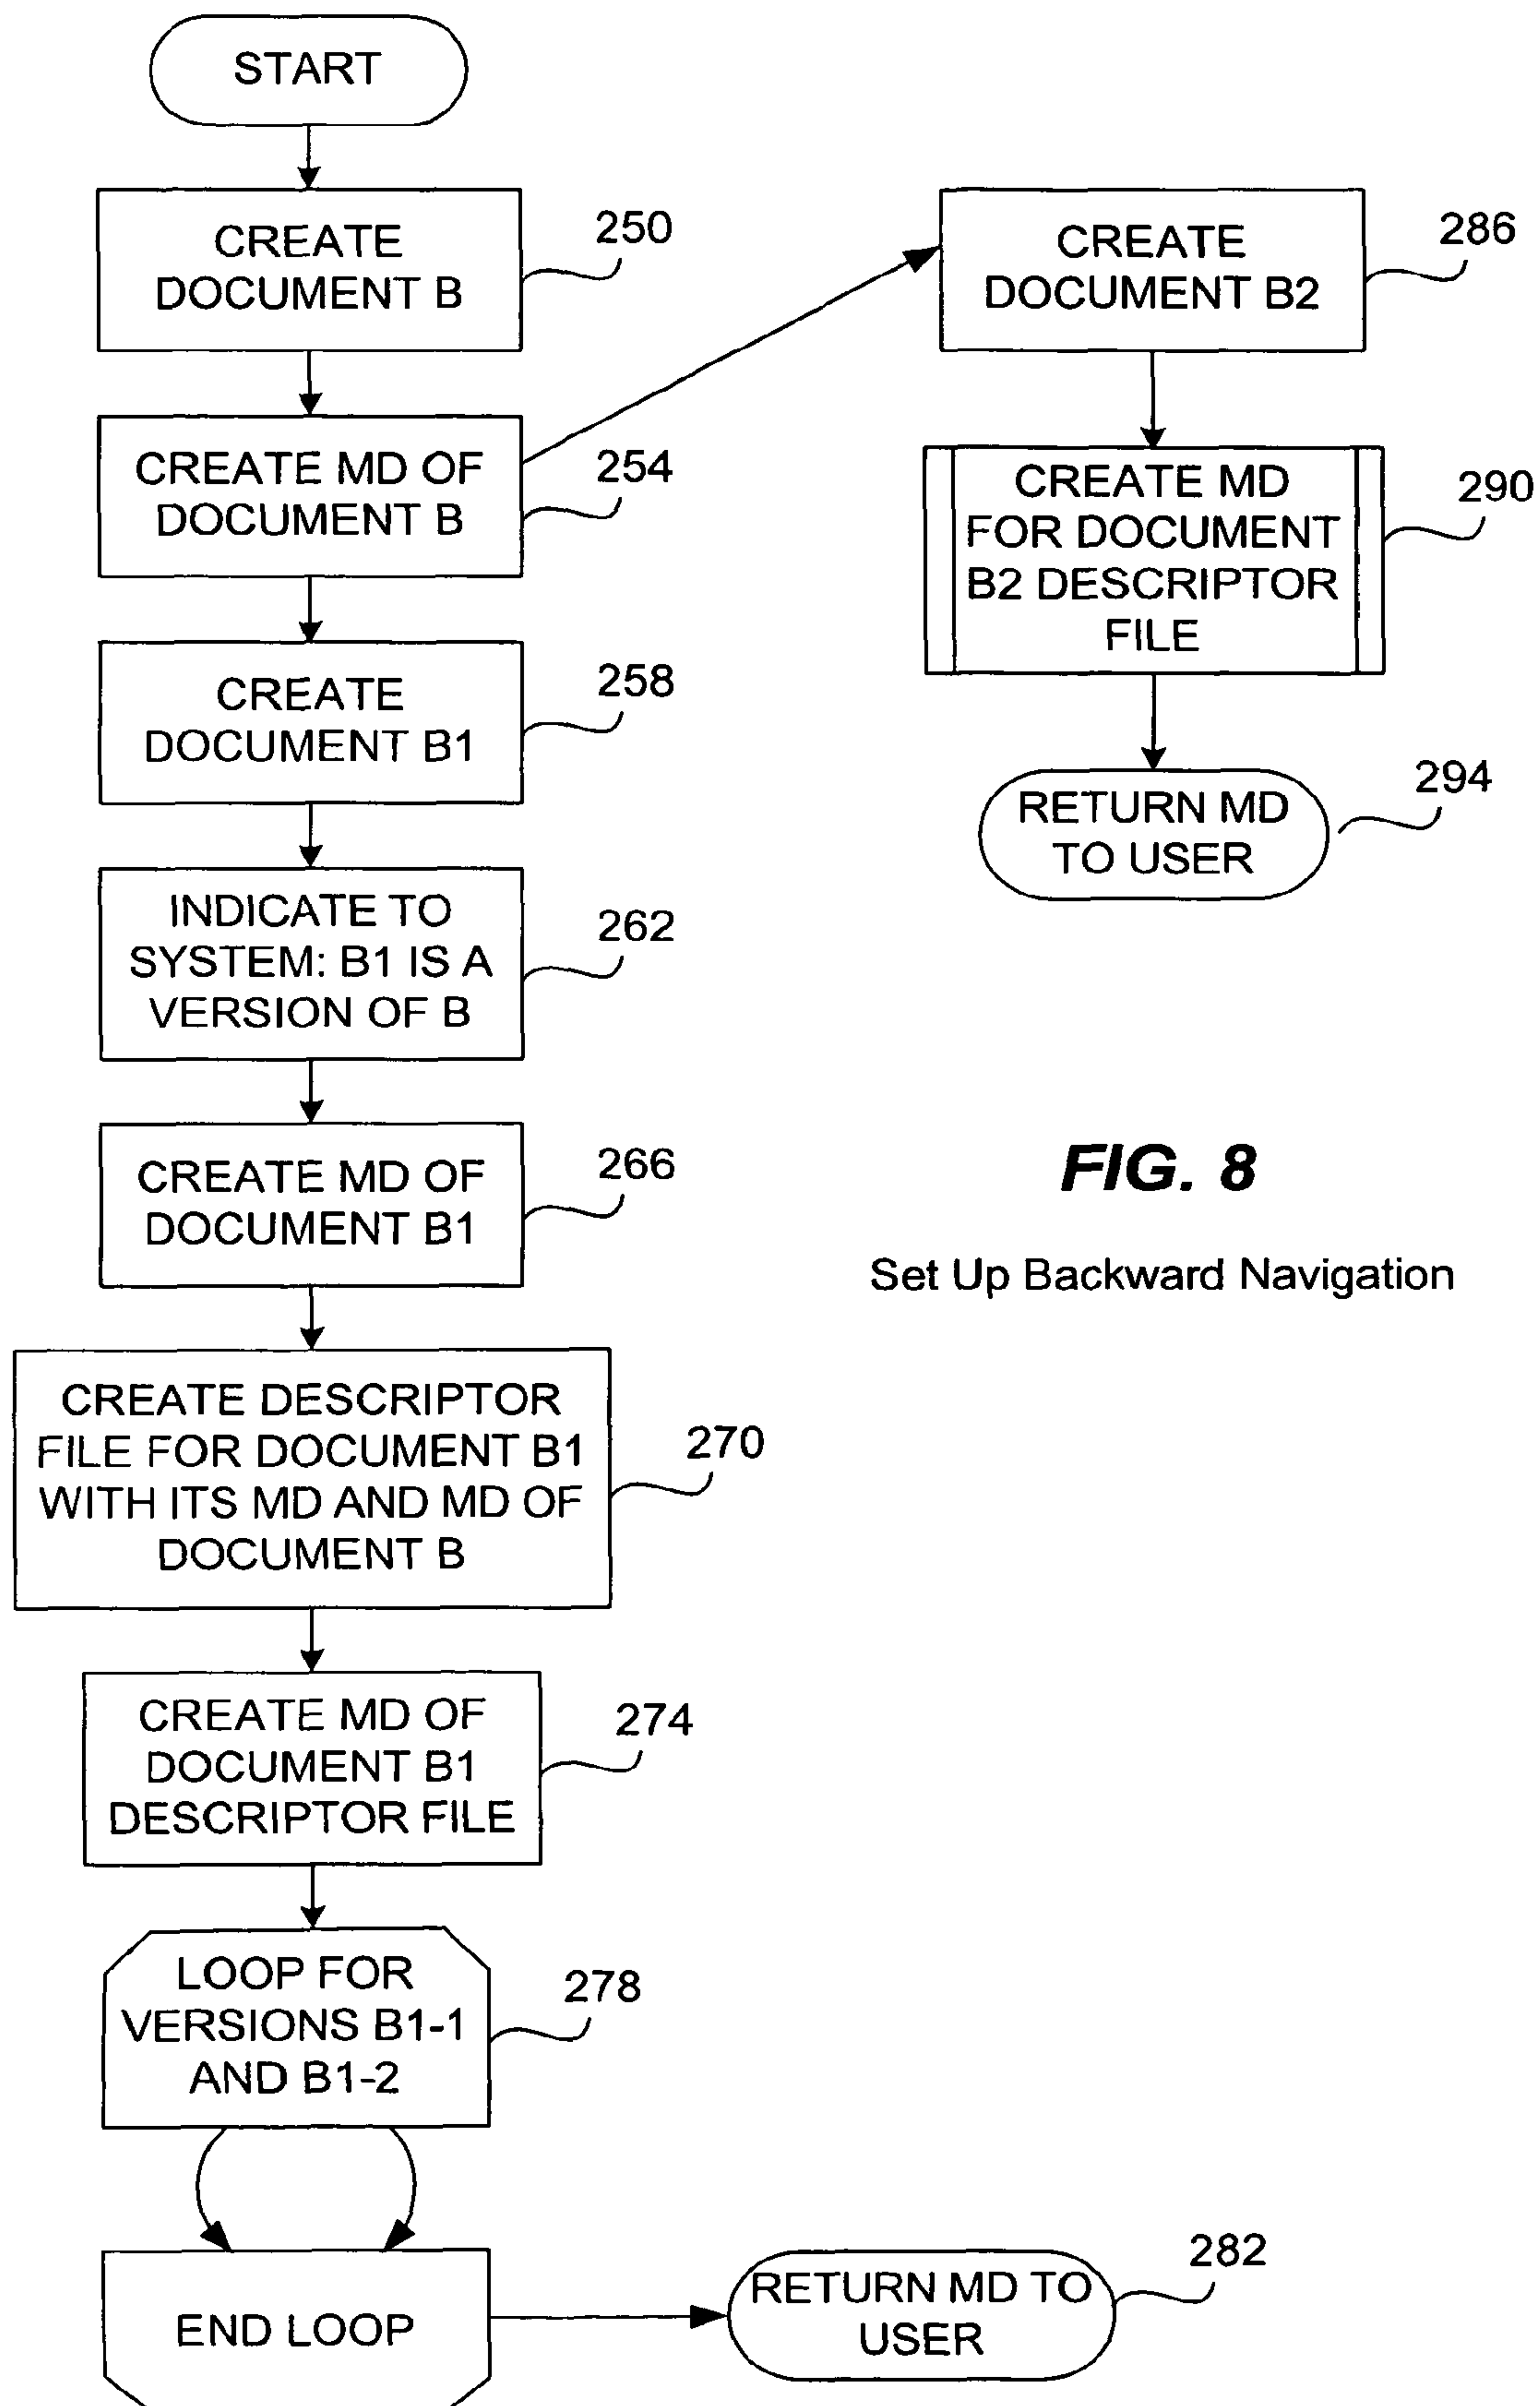 START
CREATE
DOCUMENT B
250
CREATE MD OF
DOCUMENT B
254
CREATE
DOCUMENT B1
258
INDICATE TO
SYSTEM: B1 IS A
VERSION OF B
262
CREATE MD OF
DOCUMENT B1
266
CREATE DESCRIPTOR
FILE FOR DOCUMENT B1
WITH ITS MD AND MD OF
DOCUMENT B
270
CREATE MD OF
DOCUMENT B1
DESCRIPTOR FILE
274
LOOP FOR
VERSIONS B1-1
AND B1-2
278
END LOOP
RETURN MD TO
USER
282
CREATE
DOCUMENT B2
286
CREATE MD
FOR DOCUMENT
B2 DESCRIPTOR
FILE
290
RETURN MD
TO USER
294
FIG. 8
Set Up Backward Navigation